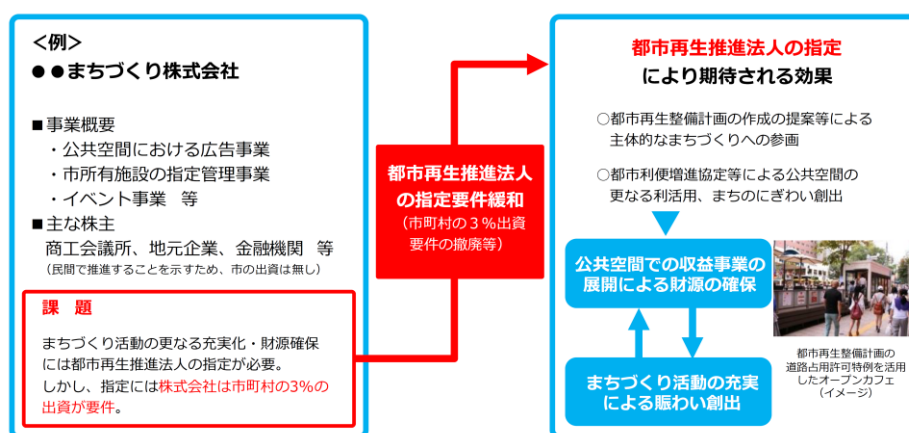 <例>
●●まちづくり株式会社
■事業概要
・公共空間における広告事業
・市所有施設の指定管理事業
・イベント事業 等
■主な株主
商工会議所、地元企業、金融機関 等
(民間で推進することを示すため、市の出資は無し)
課 題
まちづくり活動の更なる充実化・財源確保
には都市再生推進法人の指定が必要。
しかし、指定には株式会社は市町村の3%の
出資が要件。
都市再生推進法人
の指定要件緩和
(市町村の3%出資
要件の撤廃等)
都市再生推進法人の指定
により期待される効果
○都市再生整備計画の作成の提案等による
主体的なまちづくりへの参画
○都市利便増進協定等による公共空間の
更なる利活用、まちのにぎわい創出
公共空間での収益事業の
展開による財源の確保
まちづくり活動の充実
による賑わい創出
都市再生整備計画の
道路占用許可特例を活用
したオープンカフェ
(イメージ)